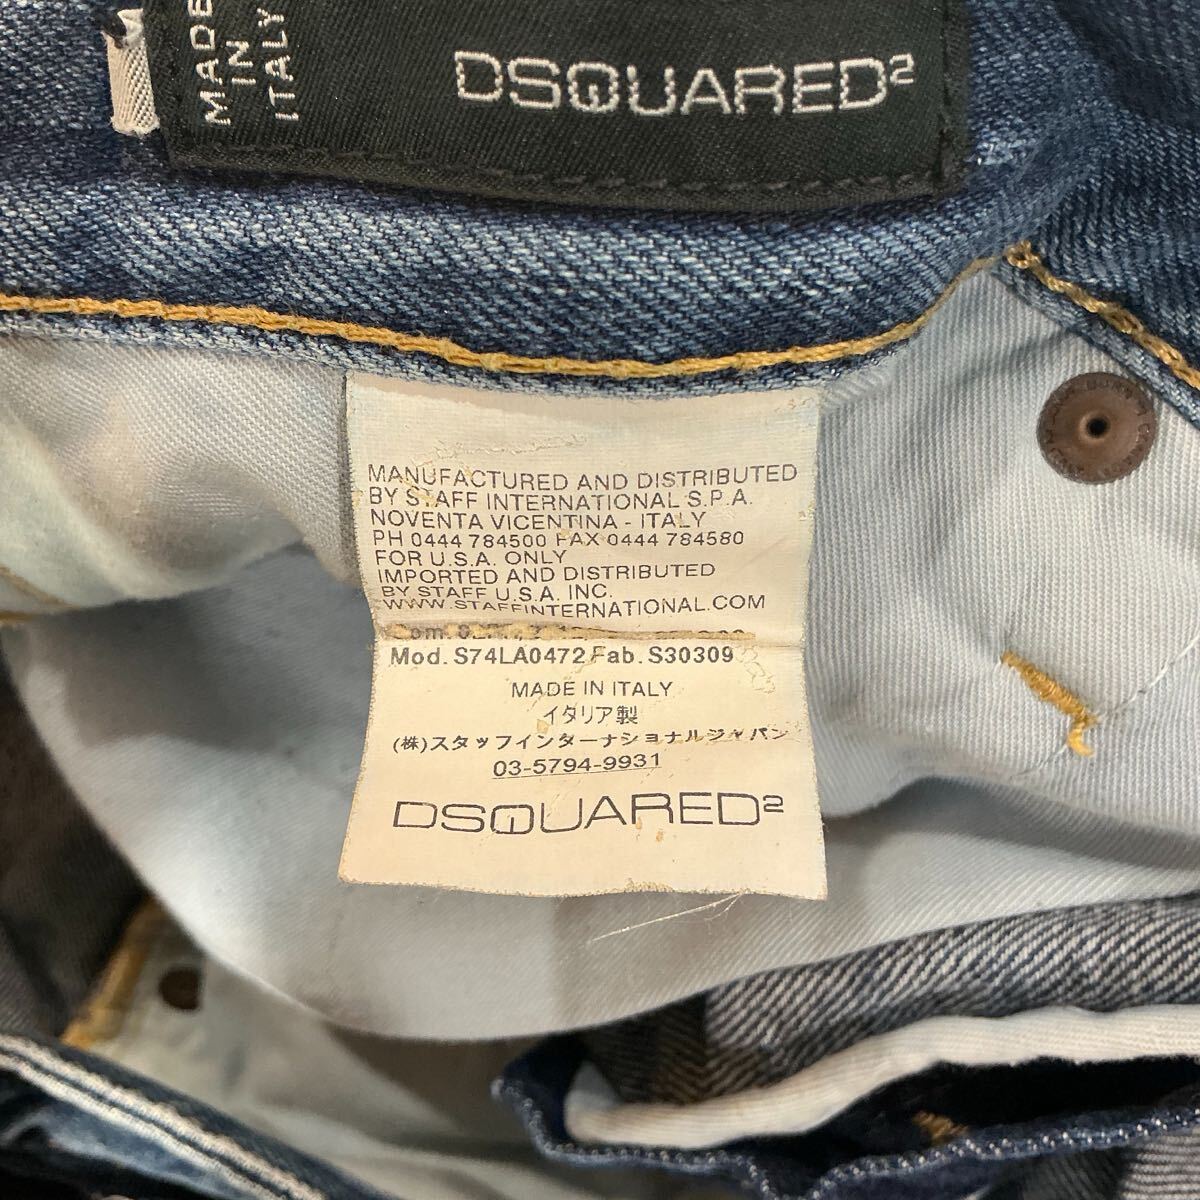 MADE
IN
ITALY
DSQUARED²
MANUFACTURED AND DISTRIBUTED
BY STAFF INTERNATIONAL S.P.A.
NOVENTA VICENTINA - ITALY
PH 0444 784500 FAX 0444 784580
FOR U.S.A. ONLY
IMPORTED AND DISTRIBUTED
BY STAFF U.S.A. INC.
WWW.STAFFINTERNATIONAL.COM
Com.
Mod. S74LA0472 Fab. S30309
MADE IN ITALY
イタリア製
(株)スタッフインターナショナルジャパン
03-5794-9931
DSQUARED²